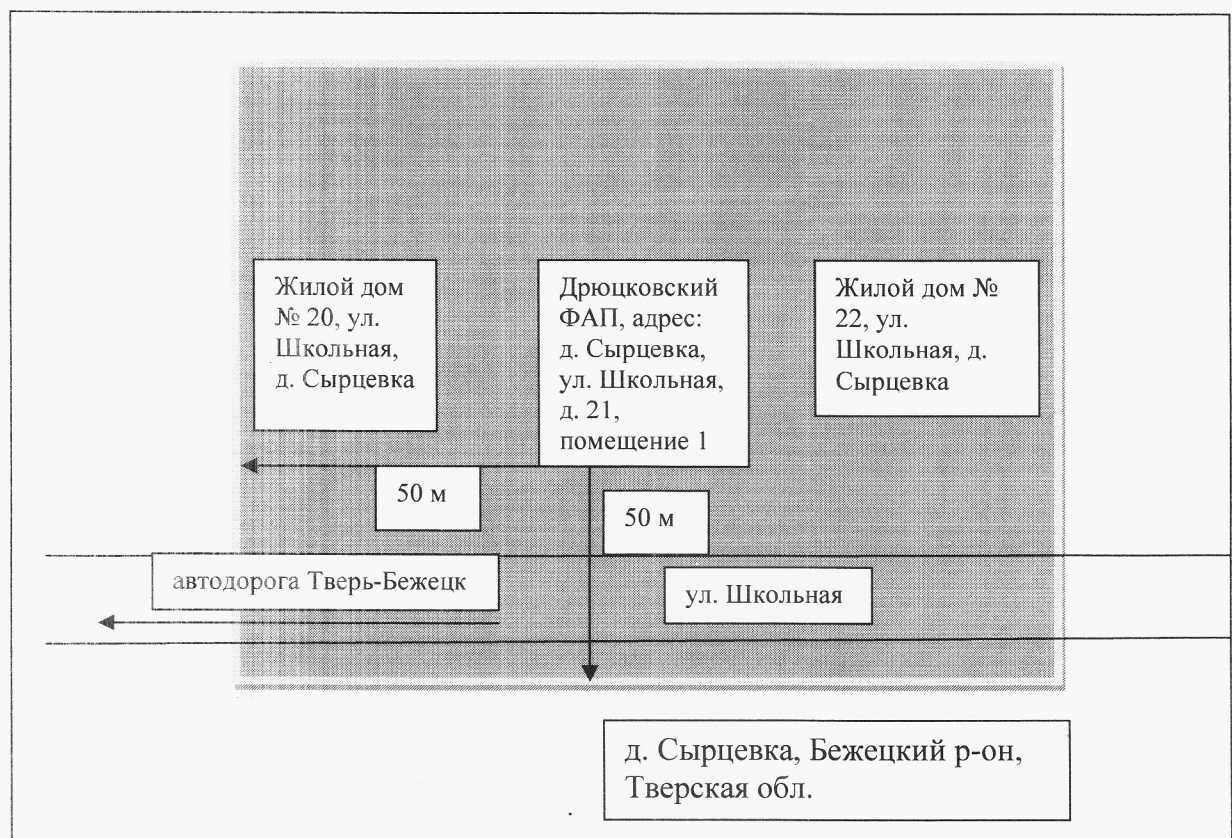 Жилой дом
№ 20, ул.
Школьная,
д. Сырцевка
Дрюцковский
ФАП, адрес:
д. Сырцевка,
ул. Школьная,
д. 21,
помещение 1
Жилой дом №
22, ул.
Школьная, д.
Сырцевка
50 м
50 м
автодорога Тверь-Бежецк
ул. Школьная
д. Сырцевка, Бежецкий р-он,
Тверская обл.